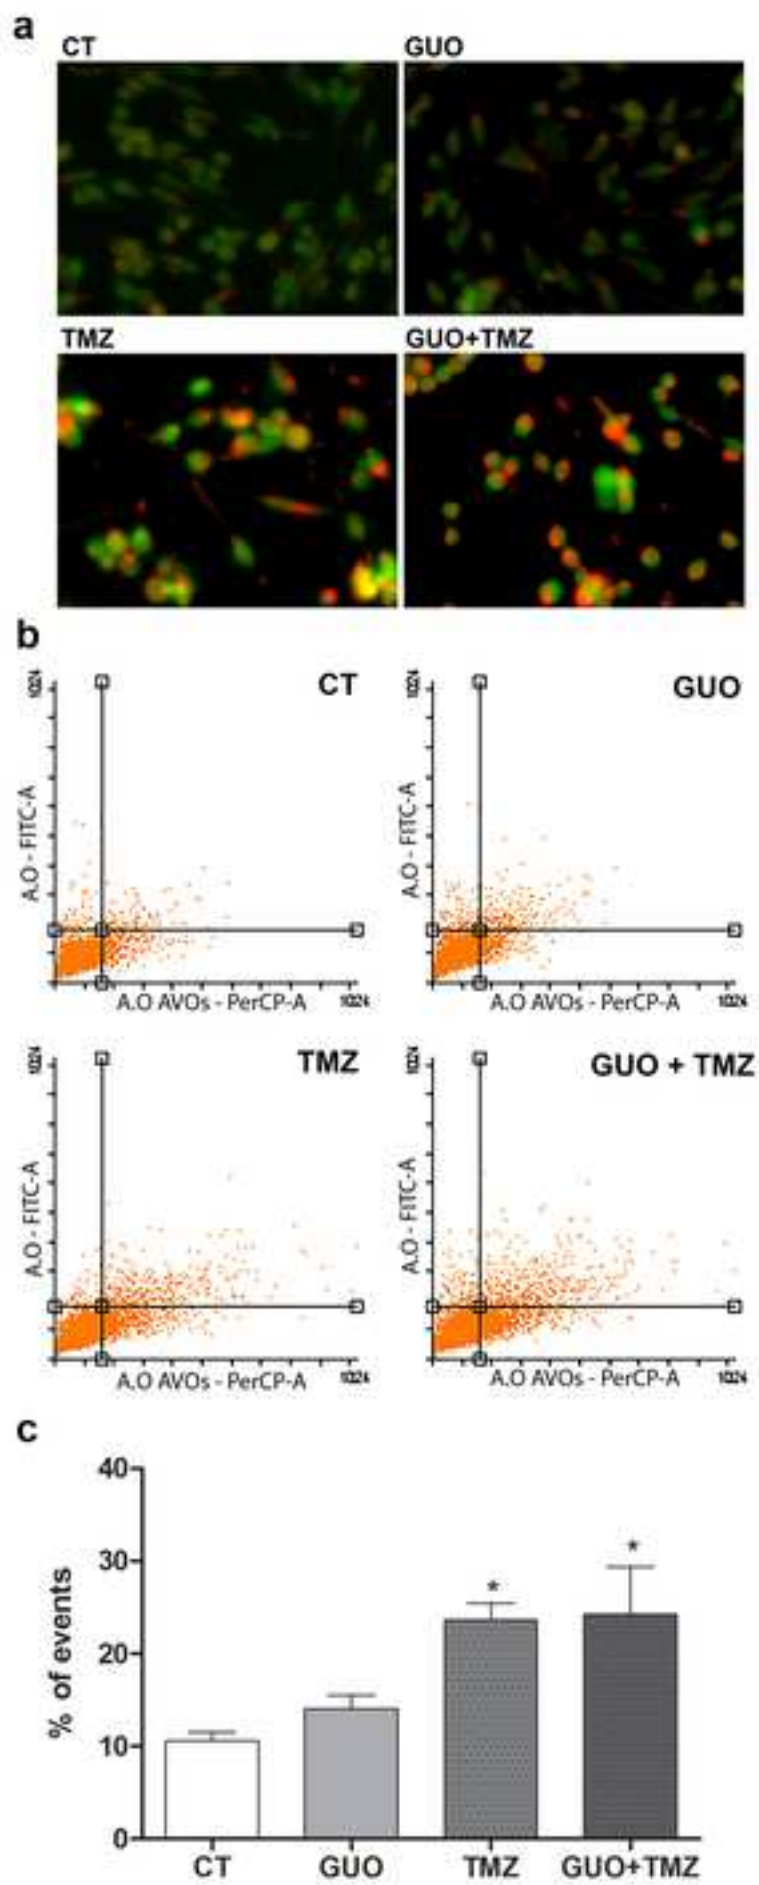 a
CT
GUO
TMZ
GUO+TMZ
b
1024
CT
A.O - FITC-A
A.O AVOs - PerCP-A
1024
1024
GUO
A.O - FITC-A
A.O AVOs - PerCP-A
1024
1024
TMZ
A.O - FITC-A
A.O AVOs - PerCP-A
1024
1024
GUO + TMZ
A.O - FITC-A
A.O AVOs - PerCP-A
1024
c
% of events
40
30
20
10
0
*
*
CT
GUO
TMZ
GUO+TMZ